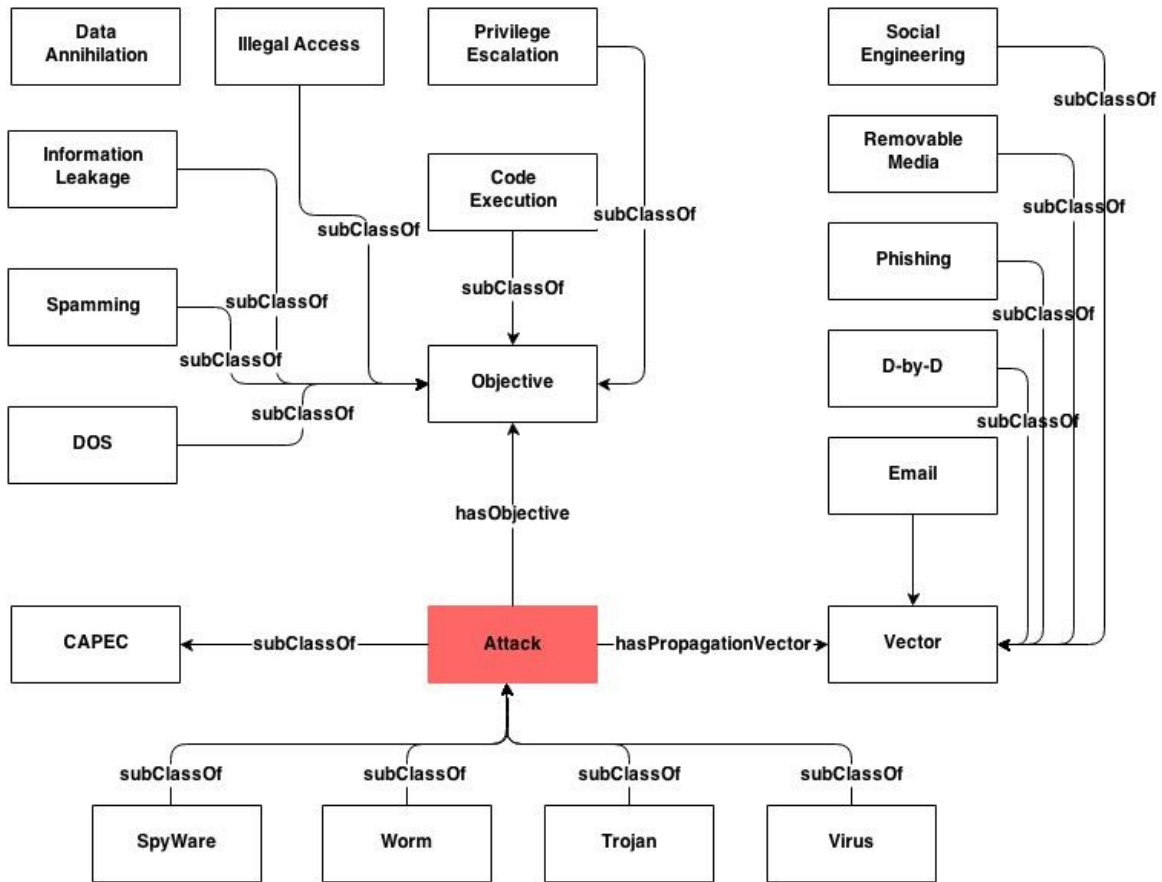 Data
Annihilation
Illegal Access
Privilege
Escalation
Social
Engineering
subClassOf
Information
Leakage
Code
Execution
Removable
Media
subClassOf
subClassOf
subClassOf
Phishing
Spamming
subClassOf
subClassOf
subClassOf
subClassOf
Objective
D-by-D
subClassOf
subClassOf
DOS
Email
hasObjective
CAPEC
subClassOf
Attack
hasPropagationVector
Vector
subClassOf
subClassOf
subClassOf
subClassOf
SpyWare
Worm
Trojan
Virus